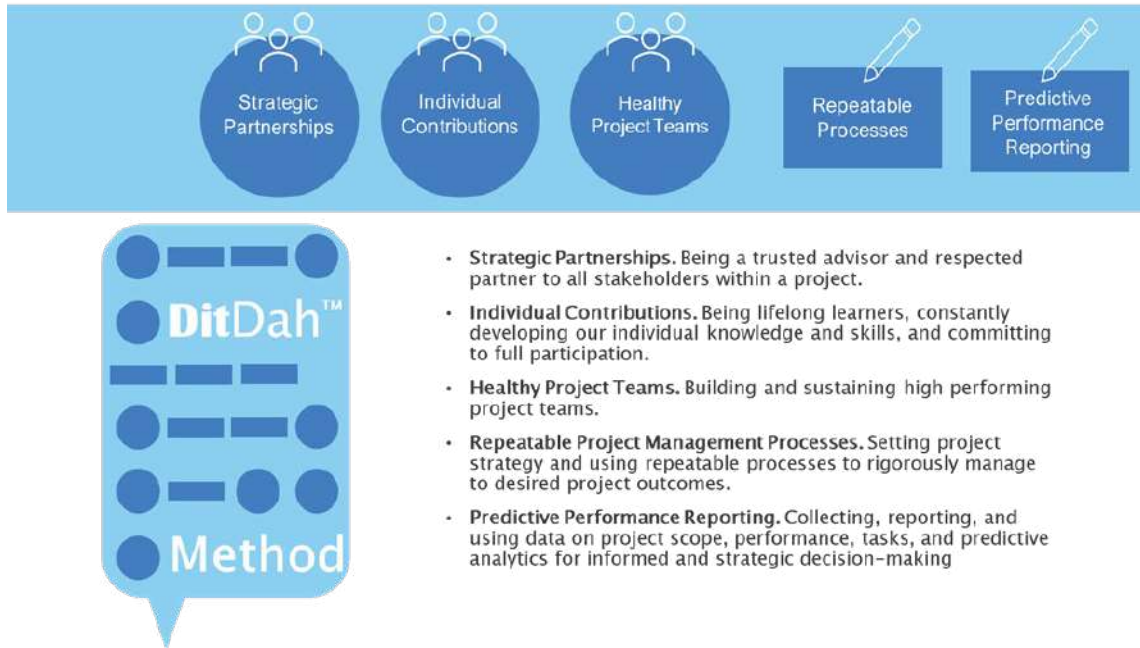 Strategic
Partnerships
Individual
Contributions
Healthy
Project Teams
Repeatable
Processes
Predictive
Performance
Reporting
DitDah™
Method
• Strategic Partnerships. Being a trusted advisor and respected
partner to all stakeholders within a project.
• Individual Contributions. Being lifelong learners, constantly
developing our individual knowledge and skills, and committing
to full participation.
• Healthy Project Teams. Building and sustaining high performing
project teams.
• Repeatable Project Management Processes. Setting project
strategy and using repeatable processes to rigorously manage
to desired project outcomes.
• Predictive Performance Reporting. Collecting, reporting, and
using data on project scope, performance, tasks, and predictive
analytics for informed and strategic decision-making